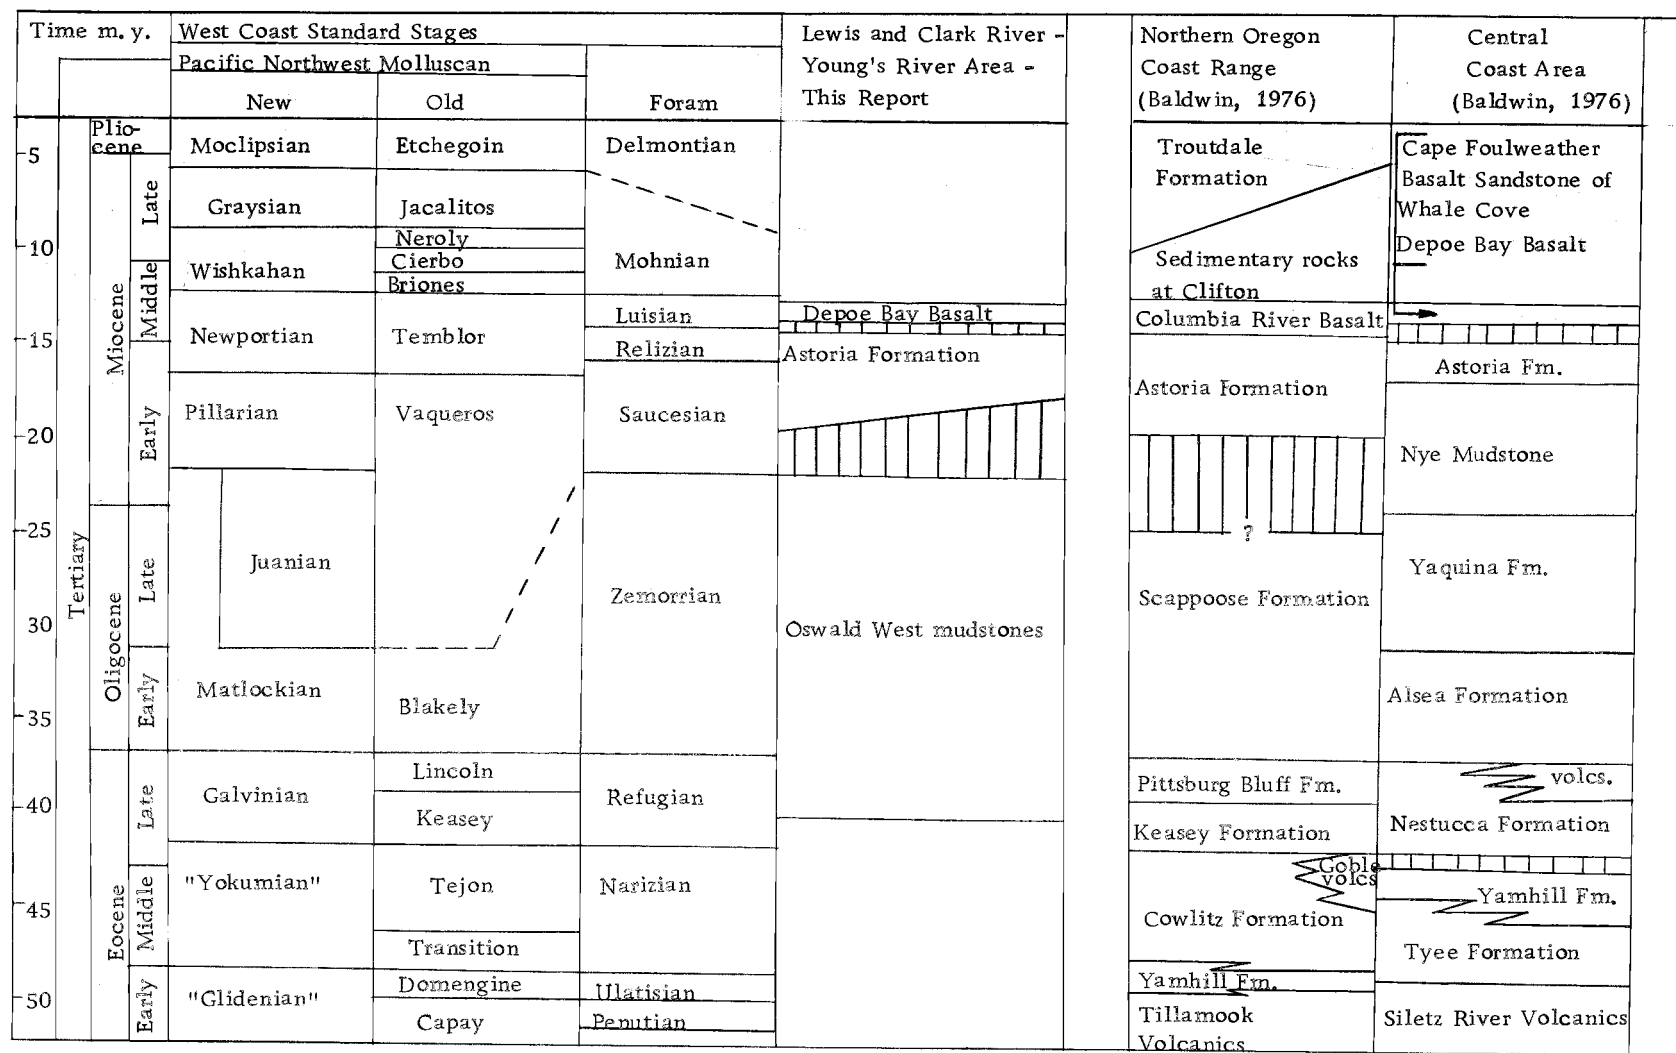 Time m. y.
West Coast Standard Stages
Pacific Northwest Molluscan
New
Old
Foram
Lewis and Clark River -
Young's River Area -
This Report
Northern Oregon
Coast Range
(Baldwin, 1976)
Central
Coast Area
(Baldwin, 1976)
5
10
15
20
25
30
35
40
45
50
Tertiary
Plio-
cene
Miocene
Oligocene
Eocene
Late
Middle
Early
Late
Early
Late
Middle
Early
Moclipsian
Graysian
Wishkahan
Newportian
Pillarian
Juanian
Matlockian
Galvinian
"Yokumian"
"Glidenian"
Etchegoin
Jacalitos
Neroly
Cierbo
Briones
Temblor
Vaqueros
Blakely
Lincoln
Keasey
Tejon
Transition
Domengine
Capay
Delmontian
Mohnian
Luisian
Relizian
Saucesian
Zemorrian
Refugian
Narizian
Ulatisian
Penutian
Depoe Bay Basalt
Astoria Formation
Oswald West mudstones
Troutdale
Formation
Sedimentary rocks
at Clifton
Columbia River Basalt
Astoria Formation
?
Scappoose Formation
Pittsburg Bluff Fm.
Keasey Formation
Goble
volcs
Cowlitz Formation
Yamhill Fm.
Tillamook
Volcanics
Cape Foulweather
Basalt Sandstone of
Whale Cove
Depoe Bay Basalt
Astoria Fm.
Nye Mudstone
Yaquina Fm.
Alsea Formation
volcs.
Nestucca Formation
Yamhill Fm.
Tyee Formation
Siletz River Volcanics